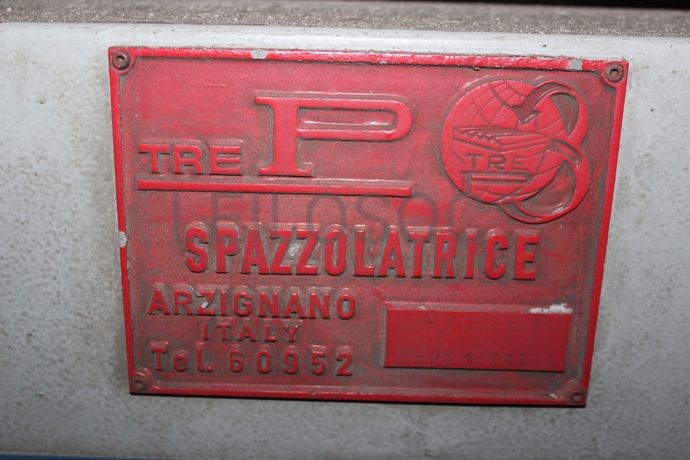 TRE P
TRE P
SPAZZOLATRICE
ARZIGNANO
ITALY
Tel. 60952